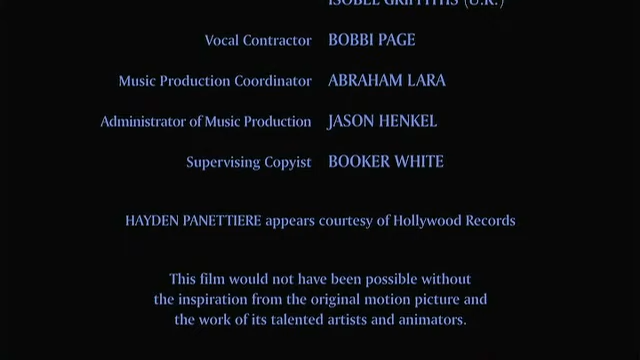 ISOBEL GRIFFITHS (U.K.)
Vocal Contractor BOBBI PAGE
Music Production Coordinator ABRAHAM LARA
Administrator of Music Production JASON HENKEL
Supervising Copyist BOOKER WHITE
HAYDEN PANETTIERE appears courtesy of Hollywood Records
This film would not have been possible without
the inspiration from the original motion picture and
the work of its talented artists and animators.